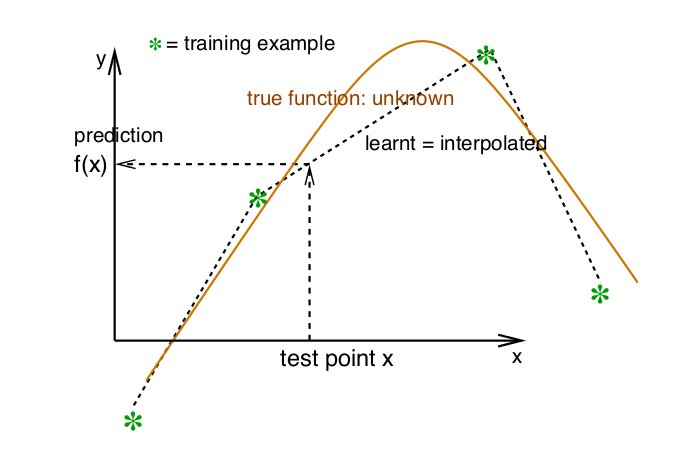 = training example
y
true function: unknown
prediction
learnt = interpolated
f(x)
test point x
x